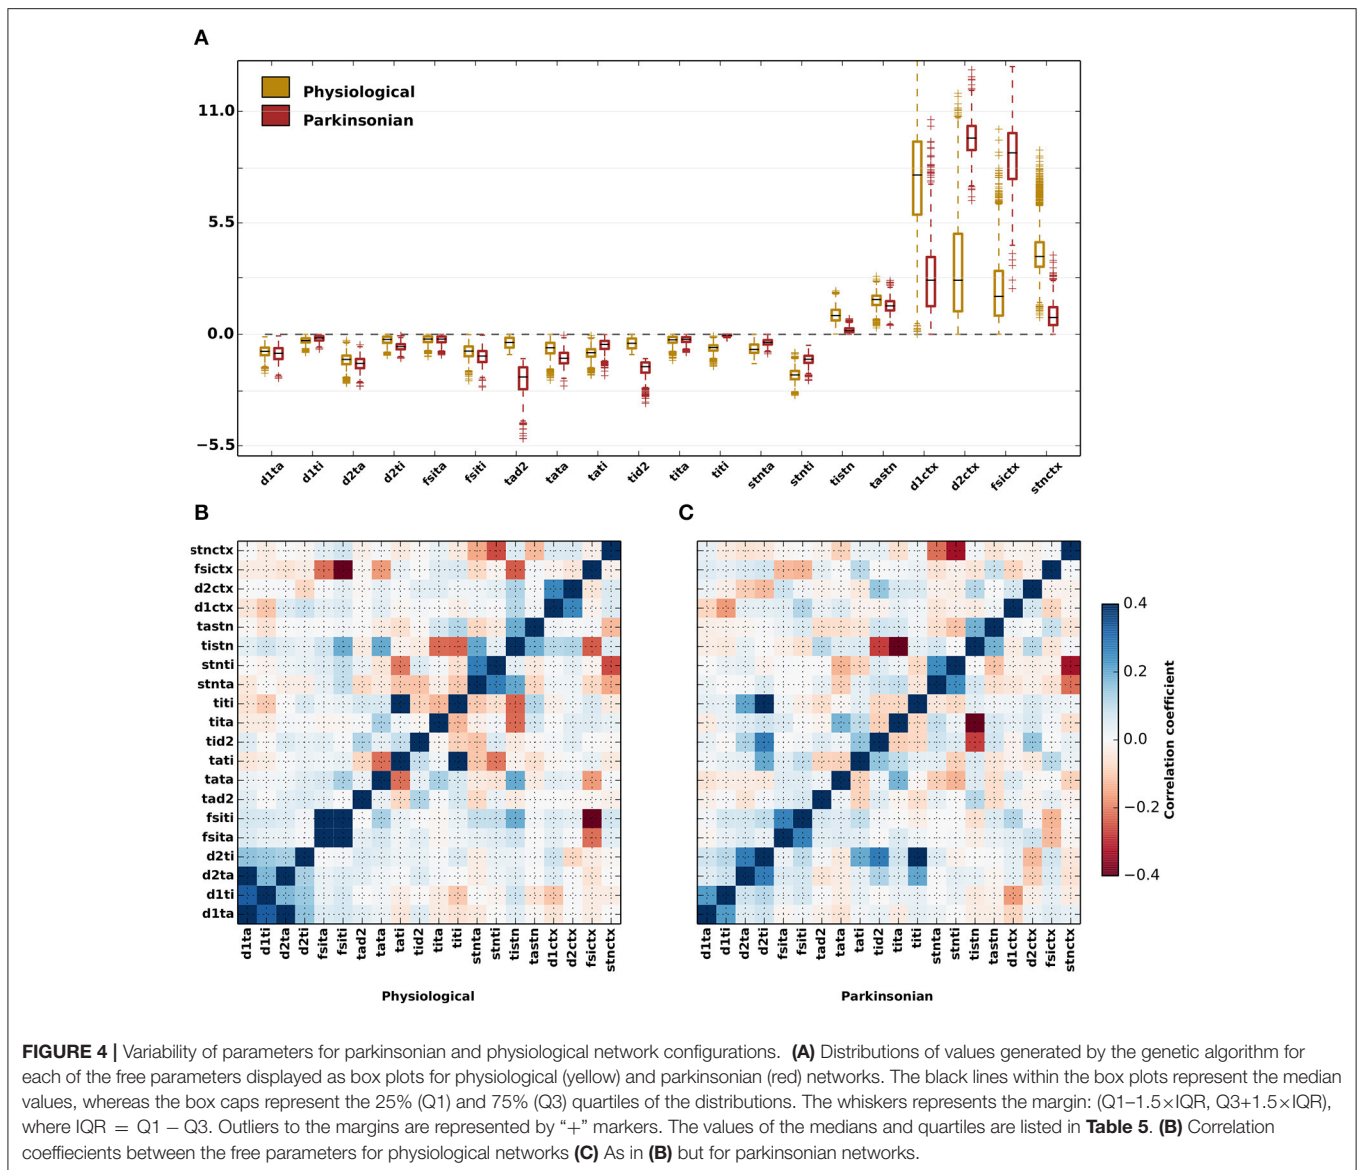 A
Physiological
Parkinsonian
11.0
5.5
0.0
−5.5
d1ta d1ti d2ta d2ti fsita fsiti tad2 tata tati tid2 tita titi stnta stnti tistn tastn d1ctx d2ctx fsictx stnctx
B
C
stnctx
fsictx
d2ctx
d1ctx
tastn
tistn
stnti
stnta
titi
tita
tid2
tati
tata
tad2
fsiti
fsita
d2ti
d2ta
d1ti
d1ta
d1ta d1ti d2ta d2ti fsita fsiti tad2 tata tati tid2 tita titi stnta stnti tistn tastn d1ctx d2ctx fsictx stnctx
Physiological
d1ta d1ti d2ta d2ti fsita fsiti tad2 tata tati tid2 tita titi stnta stnti tistn tastn d1ctx d2ctx fsictx stnctx
Parkinsonian
0.4
0.2
0.0
−0.2
−0.4
Correlation coefficient
FIGURE 4 | Variability of parameters for parkinsonian and physiological network configurations. (A) Distributions of values generated by the genetic algorithm for
each of the free parameters displayed as box plots for physiological (yellow) and parkinsonian (red) networks. The black lines within the box plots represent the median
values, whereas the box caps represent the 25% (Q1) and 75% (Q3) quartiles of the distributions. The whiskers represents the margin: (Q1–1.5×IQR, Q3+1.5×IQR),
where IQR = Q1 − Q3. Outliers to the margins are represented by “+” markers. The values of the medians and quartiles are listed in Table 5. (B) Correlation
coeffiecients between the free parameters for physiological networks (C) As in (B) but for parkinsonian networks.